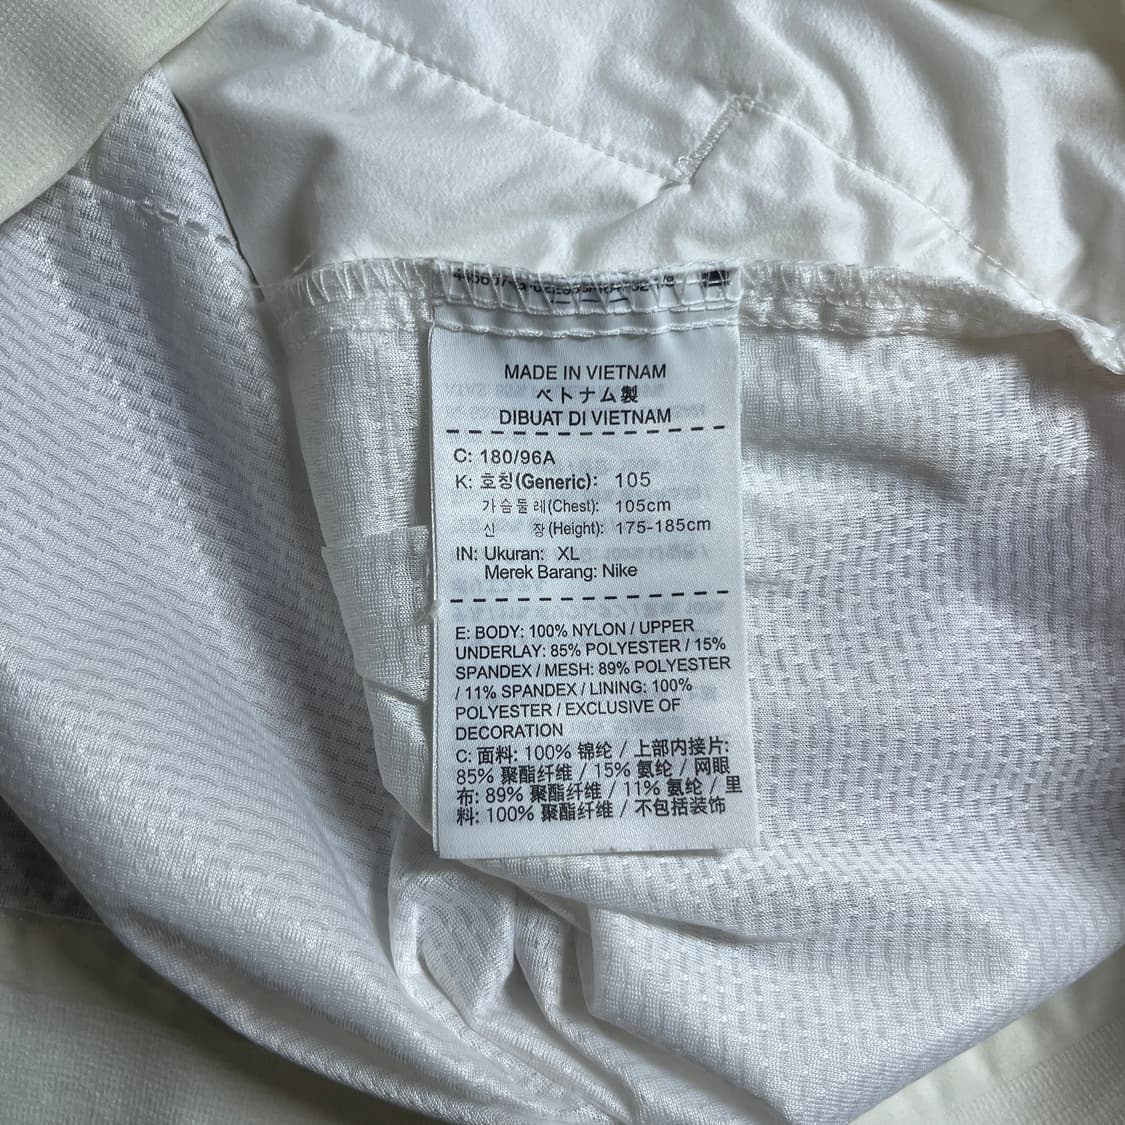 MADE IN VIETNAM
ベトナム製
DIBUAT DI VIETNAM
C: 180/96A
K: 호칭(Generic): 105
가슴둘레(Chest): 105cm
신 장(Height): 175-185cm
IN: Ukuran: XL
Merek Barang: Nike
E: BODY: 100% NYLON / UPPER
UNDERLAY: 85% POLYESTER / 15%
SPANDEX / MESH: 89% POLYESTER
/ 11% SPANDEX / LINING: 100%
POLYESTER / EXCLUSIVE OF
DECORATION
C: 面料: 100% 锦纶 / 上部内接片:
85% 聚酯纤维 / 15% 氨纶 / 网眼
布: 89% 聚酯纤维 / 11% 氨纶 / 里
料: 100% 聚酯纤维 / 不包括装饰